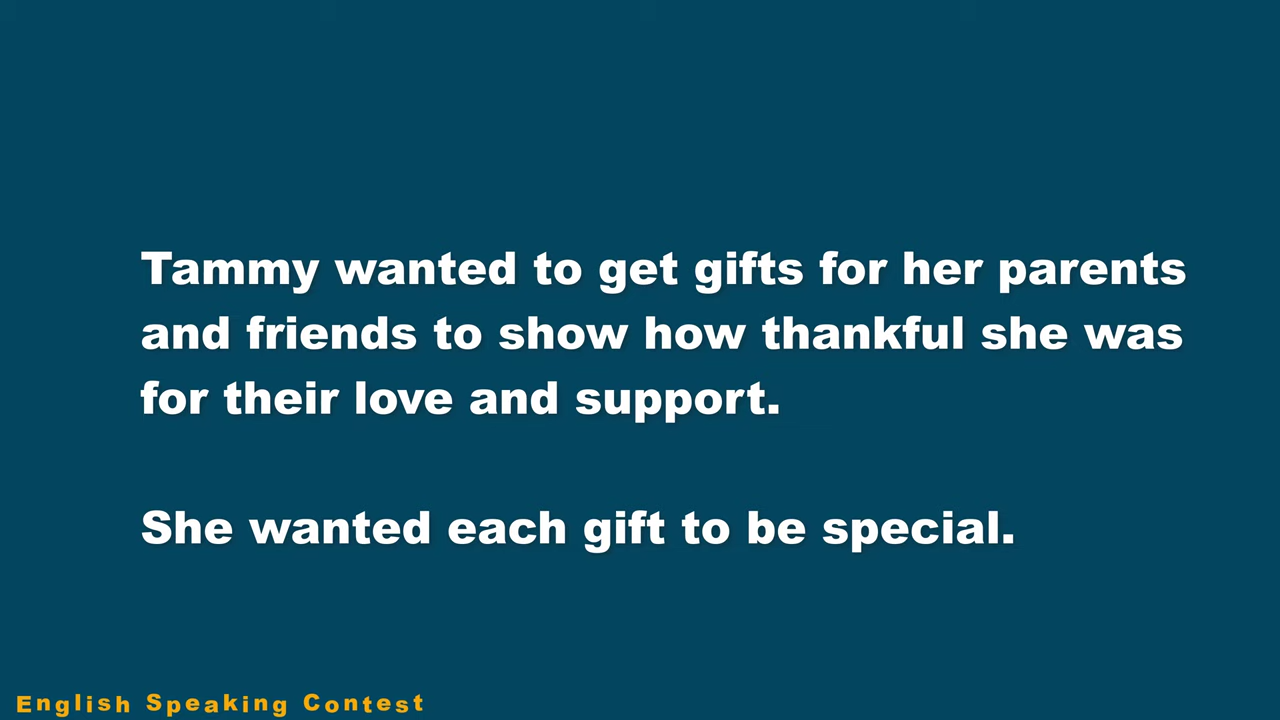 Tammy wanted to get gifts for her parents
and friends to show how thankful she was
for their love and support.
She wanted each gift to be special.
English Speaking Contest